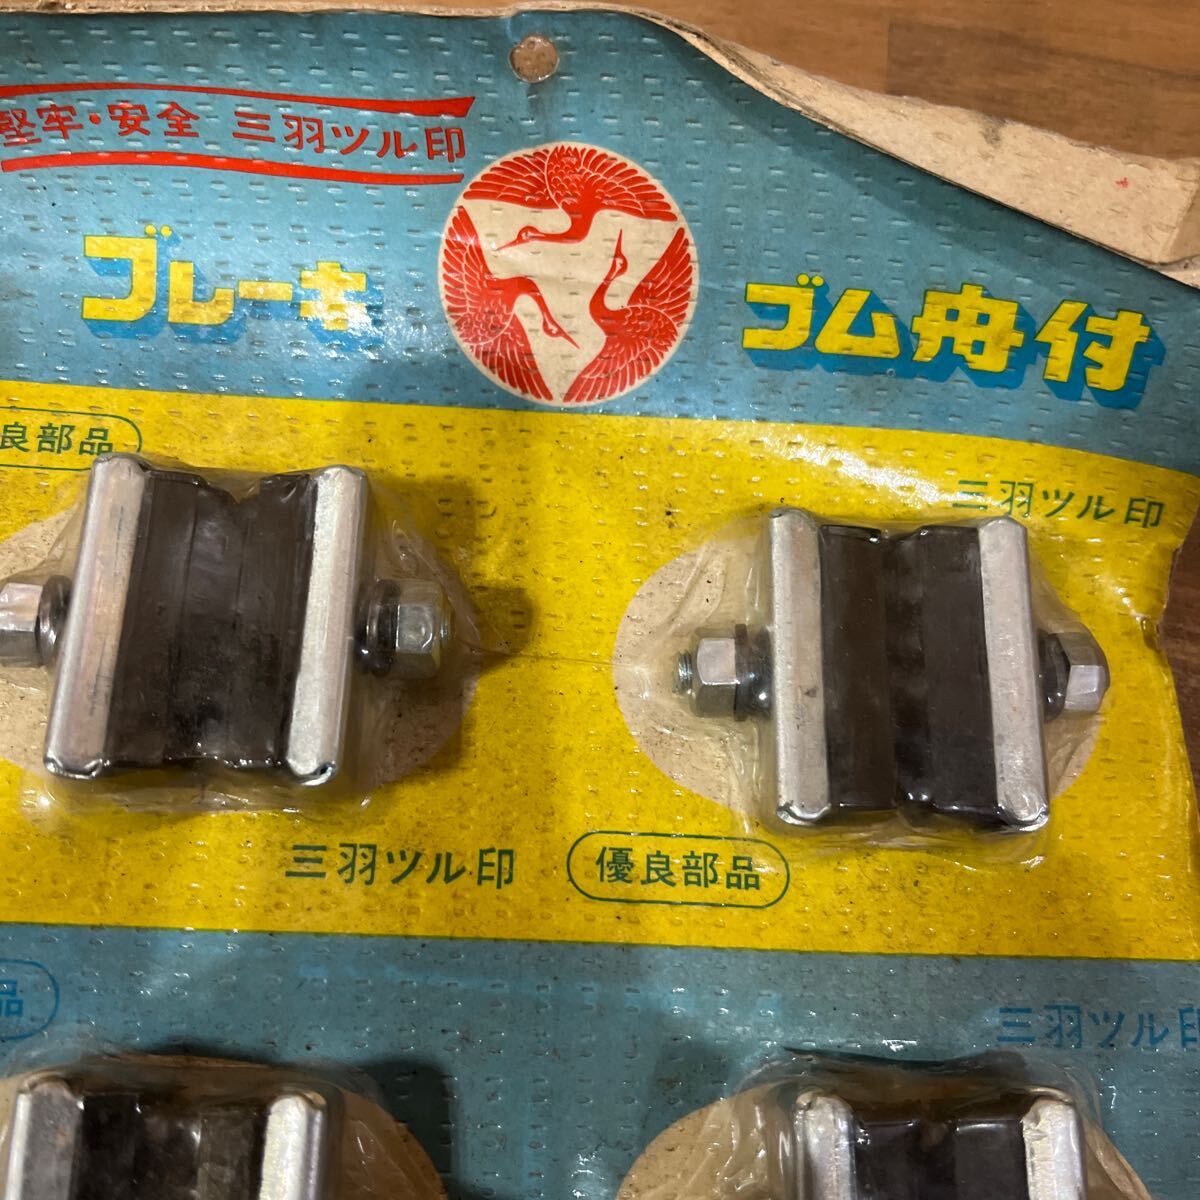 堅牢・安全 三羽ツル印
ブレーキ ゴム舟付
良部品
三羽ツル印
三羽ツル印 優良部品
品
三羽ツル印